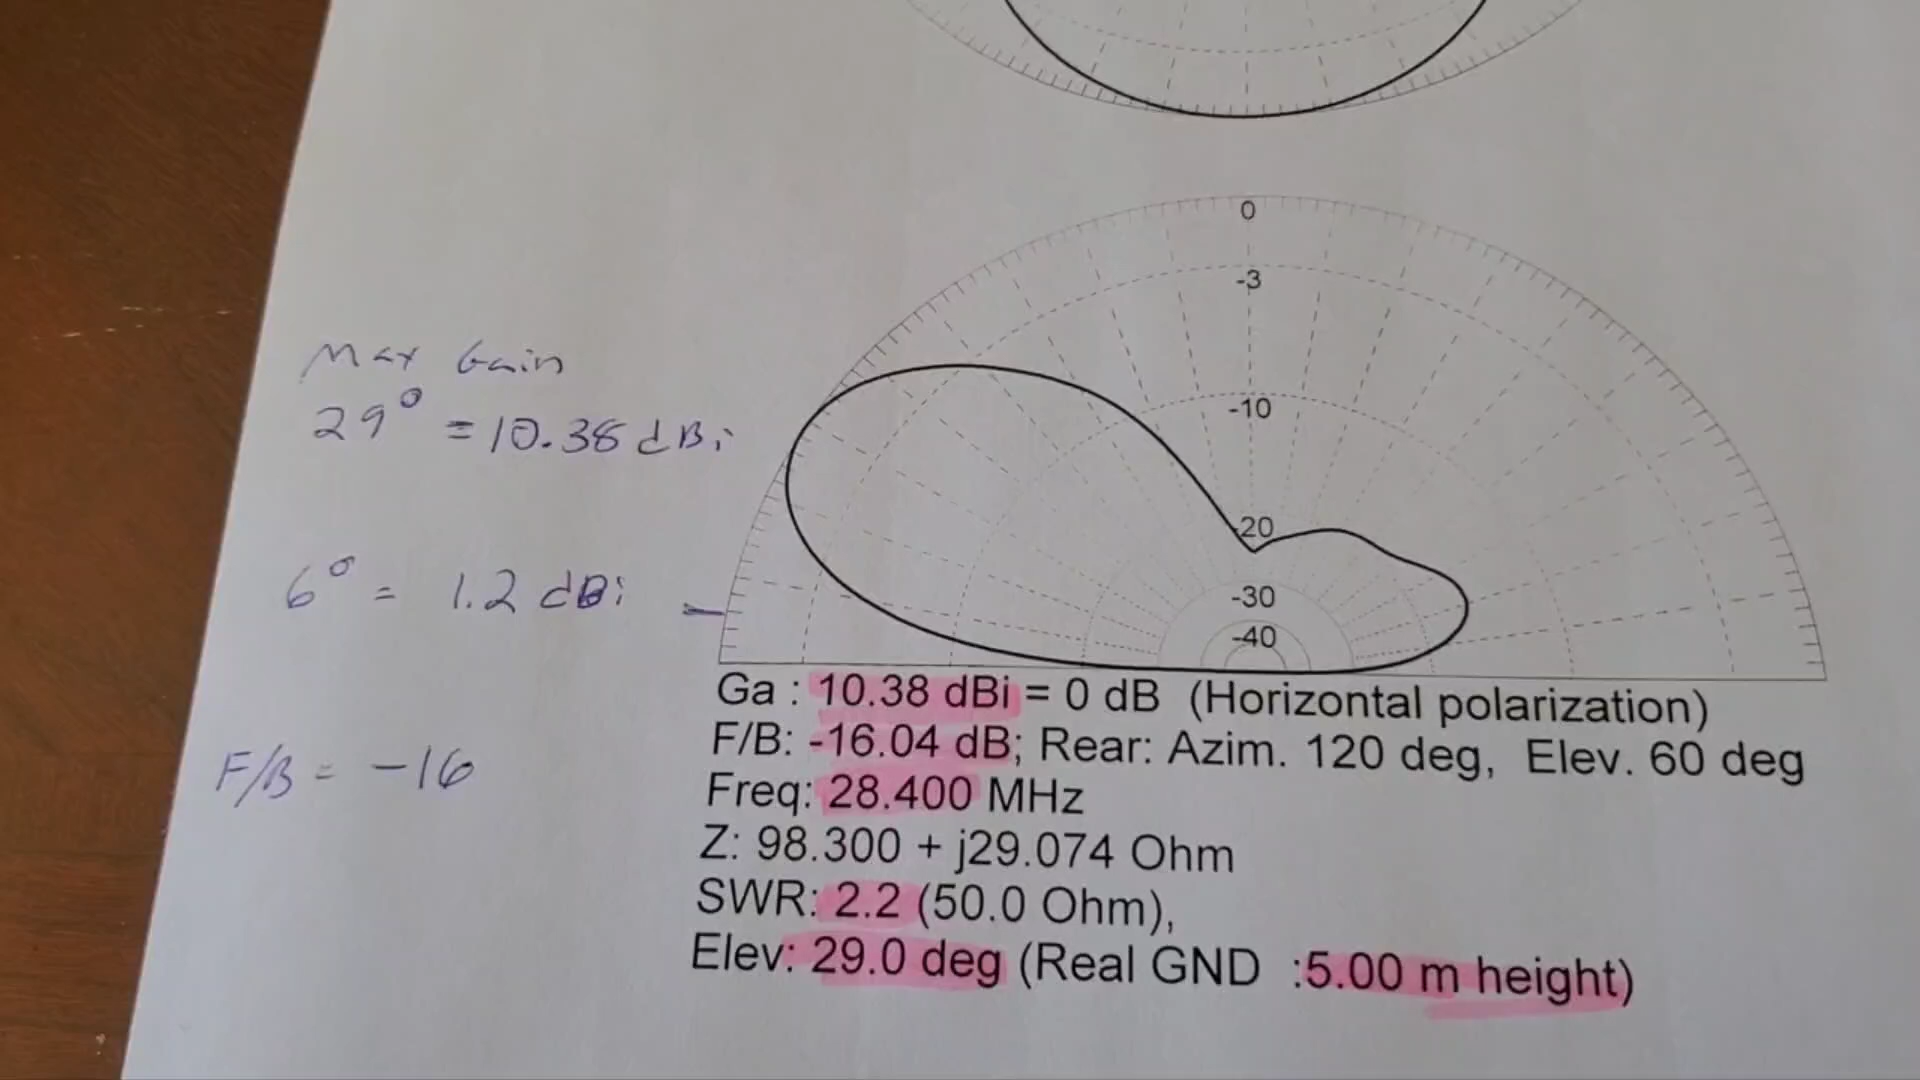 0
-3
-10
-20
-30
-40
Max Gain
29° = 10.38 dBi
6° = 1.2 dBi
F/B = -16
Ga : 10.38 dBi = 0 dB (Horizontal polarization)
F/B: -16.04 dB; Rear: Azim. 120 deg, Elev. 60 deg
Freq: 28.400 MHz
Z: 98.300 + j29.074 Ohm
SWR: 2.2 (50.0 Ohm),
Elev: 29.0 deg (Real GND :5.00 m height)